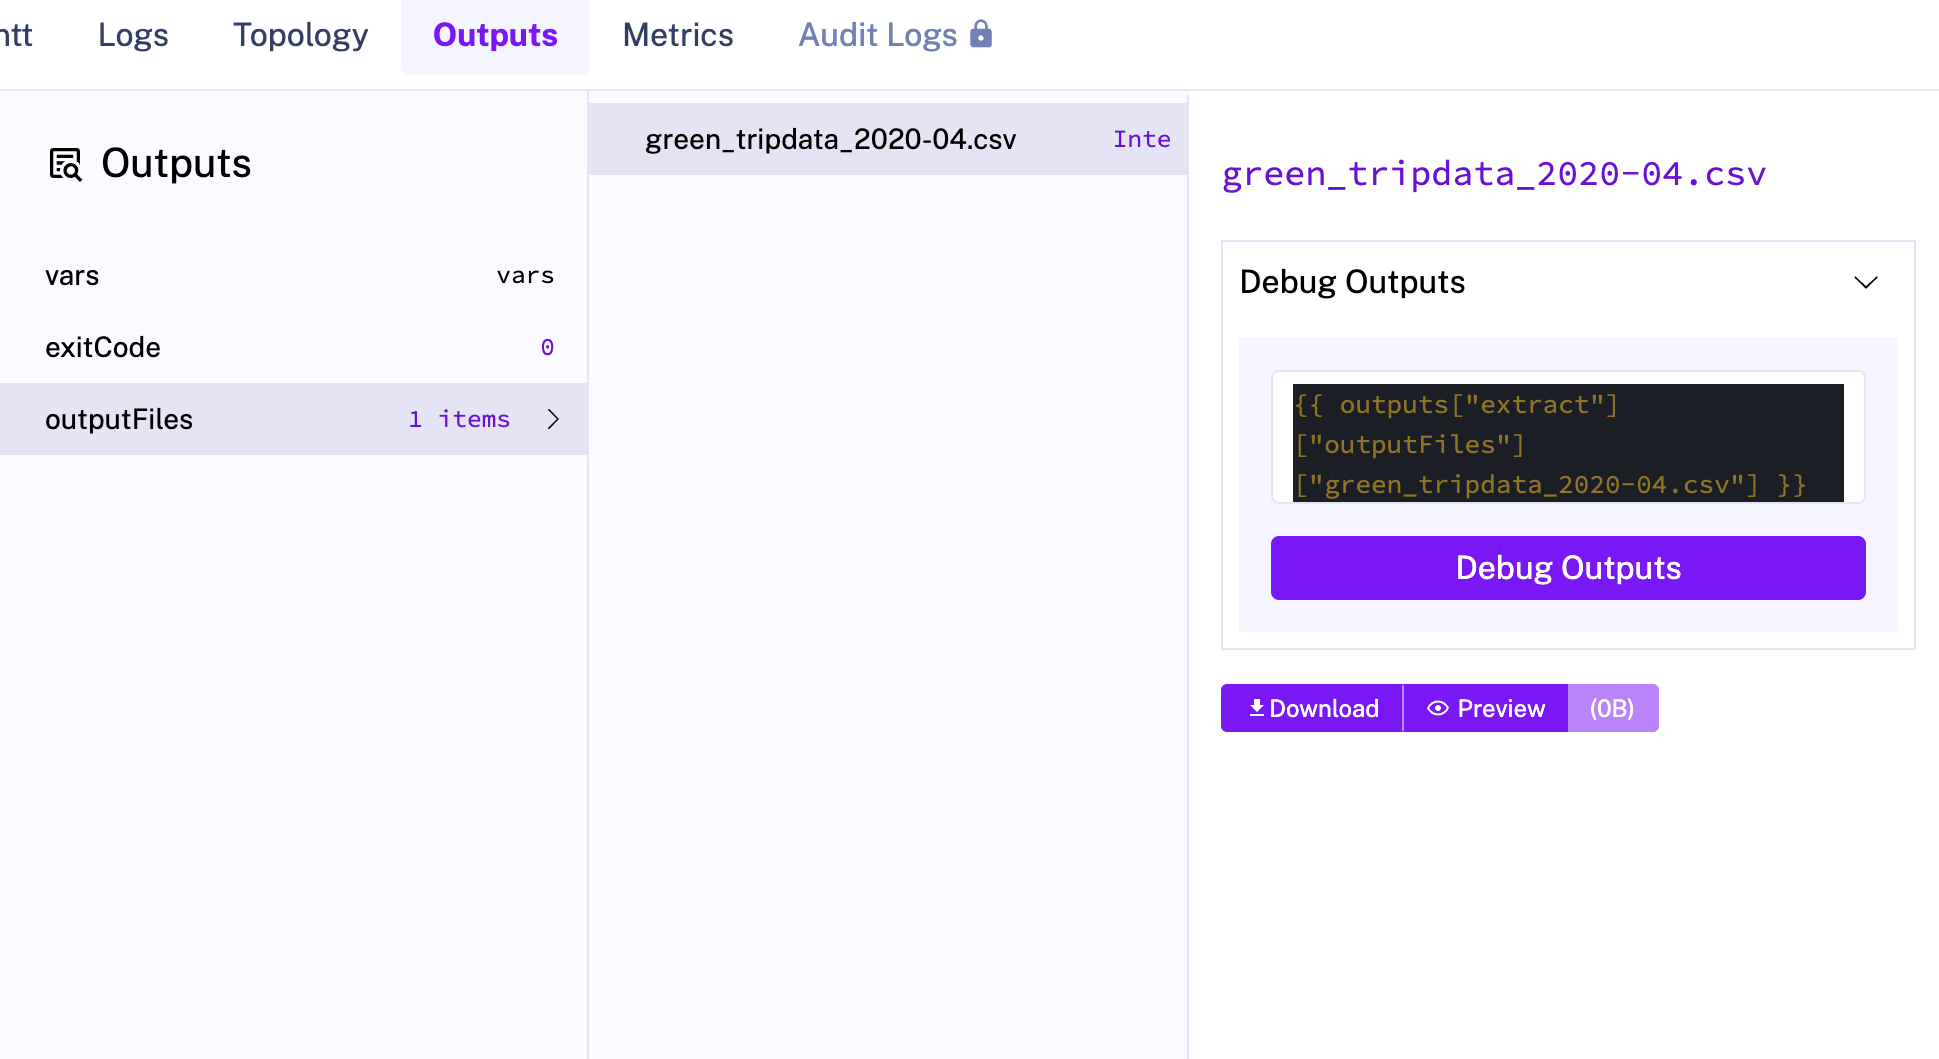 ntt Logs Topology Outputs Metrics Audit Logs
Outputs
vars vars
exitCode 0
outputFiles 1 items
green_tripdata_2020-04.csv Inte
green_tripdata_2020-04.csv
Debug Outputs
{{ outputs["extract"]
["outputFiles"]
["green_tripdata_2020-04.csv"] }}
Debug Outputs
Download Preview (0B)